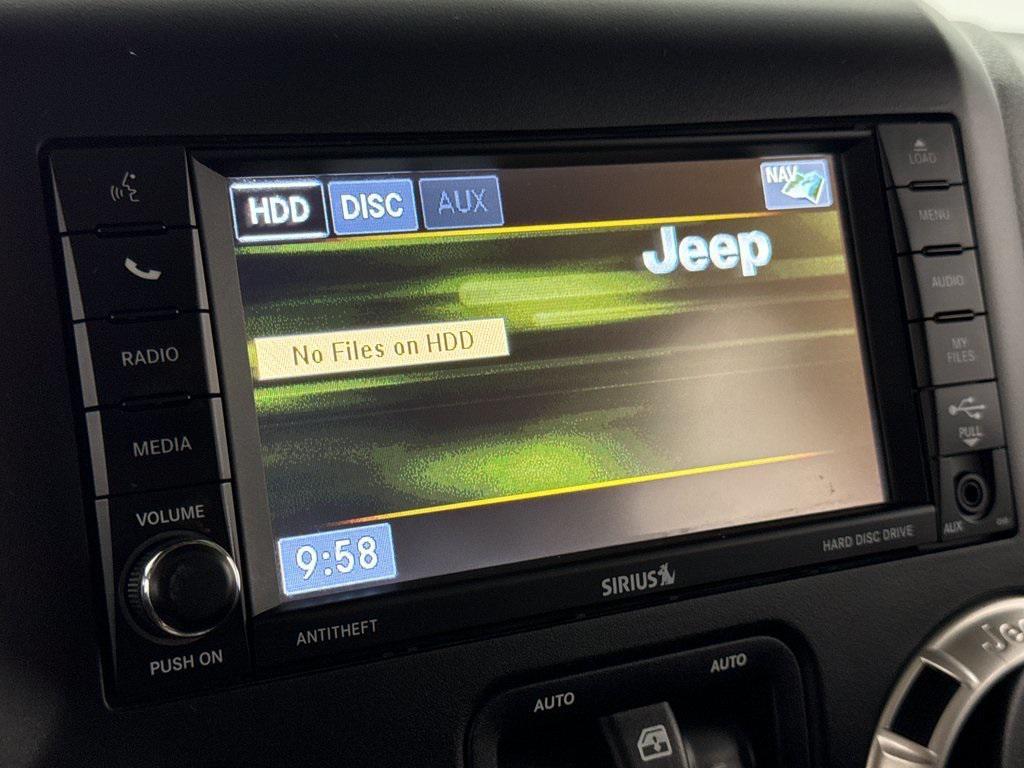 HDD DISC AUX NAV
Jeep
No Files on HDD
9:58
RADIO
MEDIA
VOLUME
PUSH ON
LOAD
MENU
AUDIO
MY
FILES
PULL
AUX
HARD DISC DRIVE
SIRIUS
ANTITHEFT
AUTO
AUTO